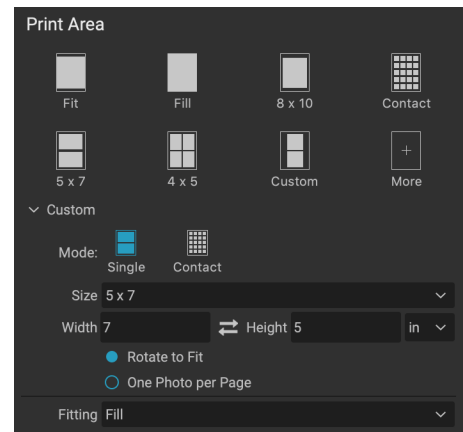 Print Area
Fit Fill 8 x 10 Contact
5 x 7 4 x 5 Custom More
Custom
Mode:
Single Contact
Size 5 x 7
Width 7 Height 5 in
Rotate to Fit
One Photo per Page
Fitting Fill